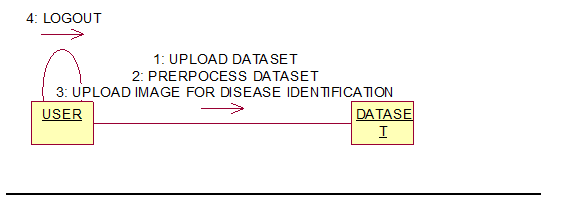 4: LOGOUT
1: UPLOAD DATASET
2: PRERPOCESS DATASET
3: UPLOAD IMAGE FOR DISEASE IDENTIFICATION
USER
DATASE
T